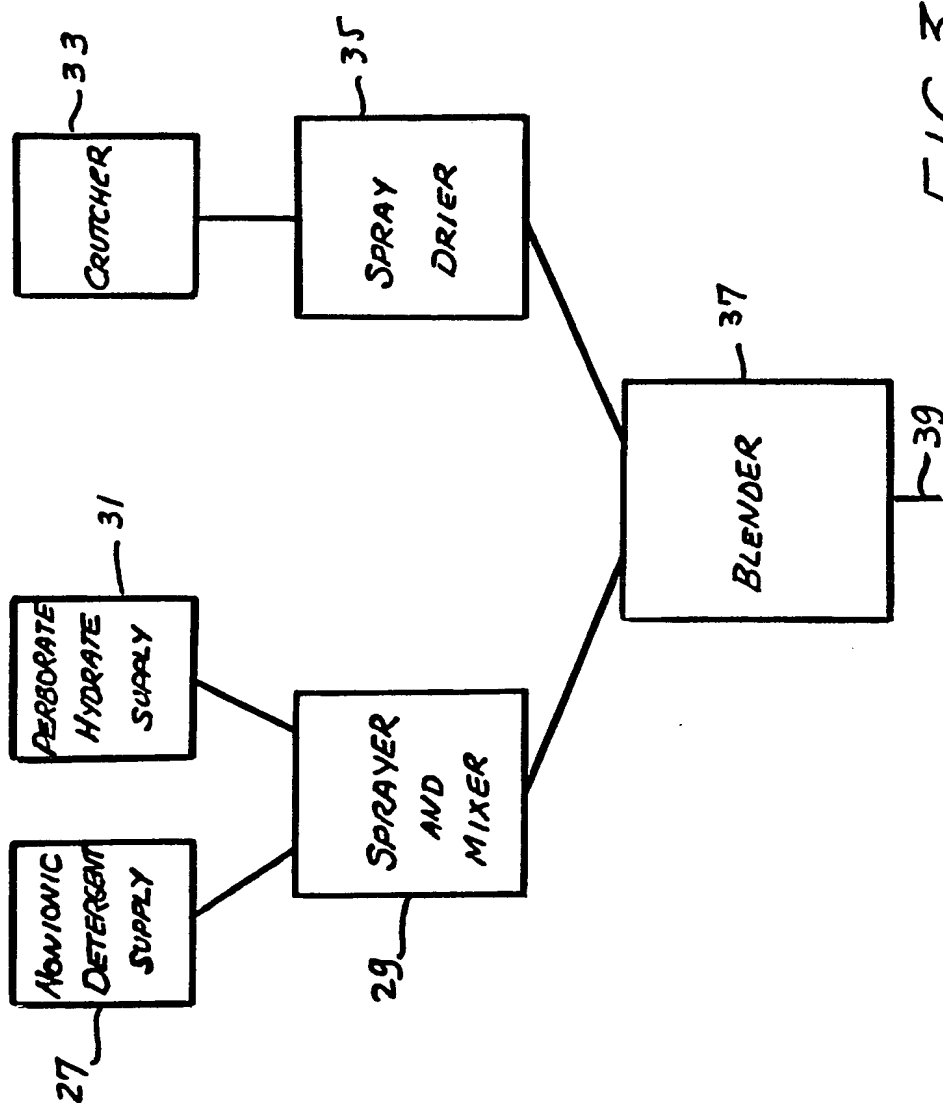 27
NONIONIC
DETERGENT
SUPPLY
PERBORATE
HYDRATE
SUPPLY
31
CRUTCHER
33
29
SPRAYER
AND
MIXER
SPRAY
DRIER
35
BLENDER
37
39
FIG 3